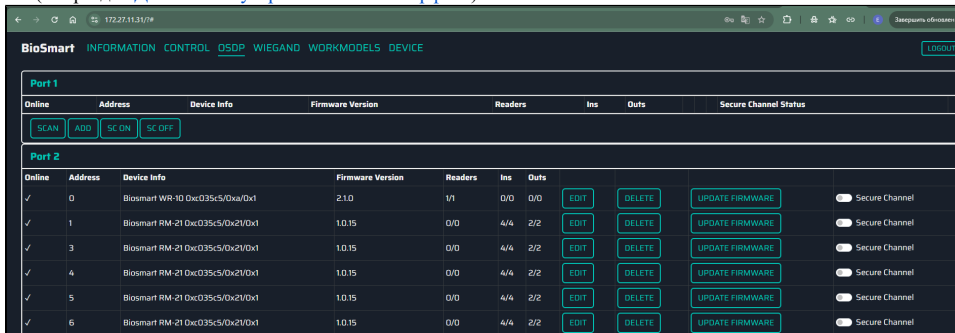 172.27.11.31/?#
Завершить обновлен
BioSmart INFORMATION CONTROL OSDP WIEGAND WORKMODELS DEVICE LOGOUT
Port 1
Online Address Device Info Firmware Version Readers Ins Outs Secure Channel Status
SCAN ADD SC ON SC OFF
Port 2
Online Address Device Info Firmware Version Readers Ins Outs
✓ 0 Biosmart WR-10 0xc035c5/0xa/0x1 2.1.0 1/1 0/0 0/0 EDIT DELETE UPDATE FIRMWARE Secure Channel
✓ 1 Biosmart RM-21 0xc035c5/0x21/0x1 1.0.15 0/0 4/4 2/2 EDIT DELETE UPDATE FIRMWARE Secure Channel
✓ 3 Biosmart RM-21 0xc035c5/0x21/0x1 1.0.15 0/0 4/4 2/2 EDIT DELETE UPDATE FIRMWARE Secure Channel
✓ 4 Biosmart RM-21 0xc035c5/0x21/0x1 1.0.15 0/0 4/4 2/2 EDIT DELETE UPDATE FIRMWARE Secure Channel
✓ 5 Biosmart RM-21 0xc035c5/0x21/0x1 1.0.15 0/0 4/4 2/2 EDIT DELETE UPDATE FIRMWARE Secure Channel
✓ 6 Biosmart RM-21 0xc035c5/0x21/0x1 1.0.15 0/0 4/4 2/2 EDIT DELETE UPDATE FIRMWARE Secure Channel